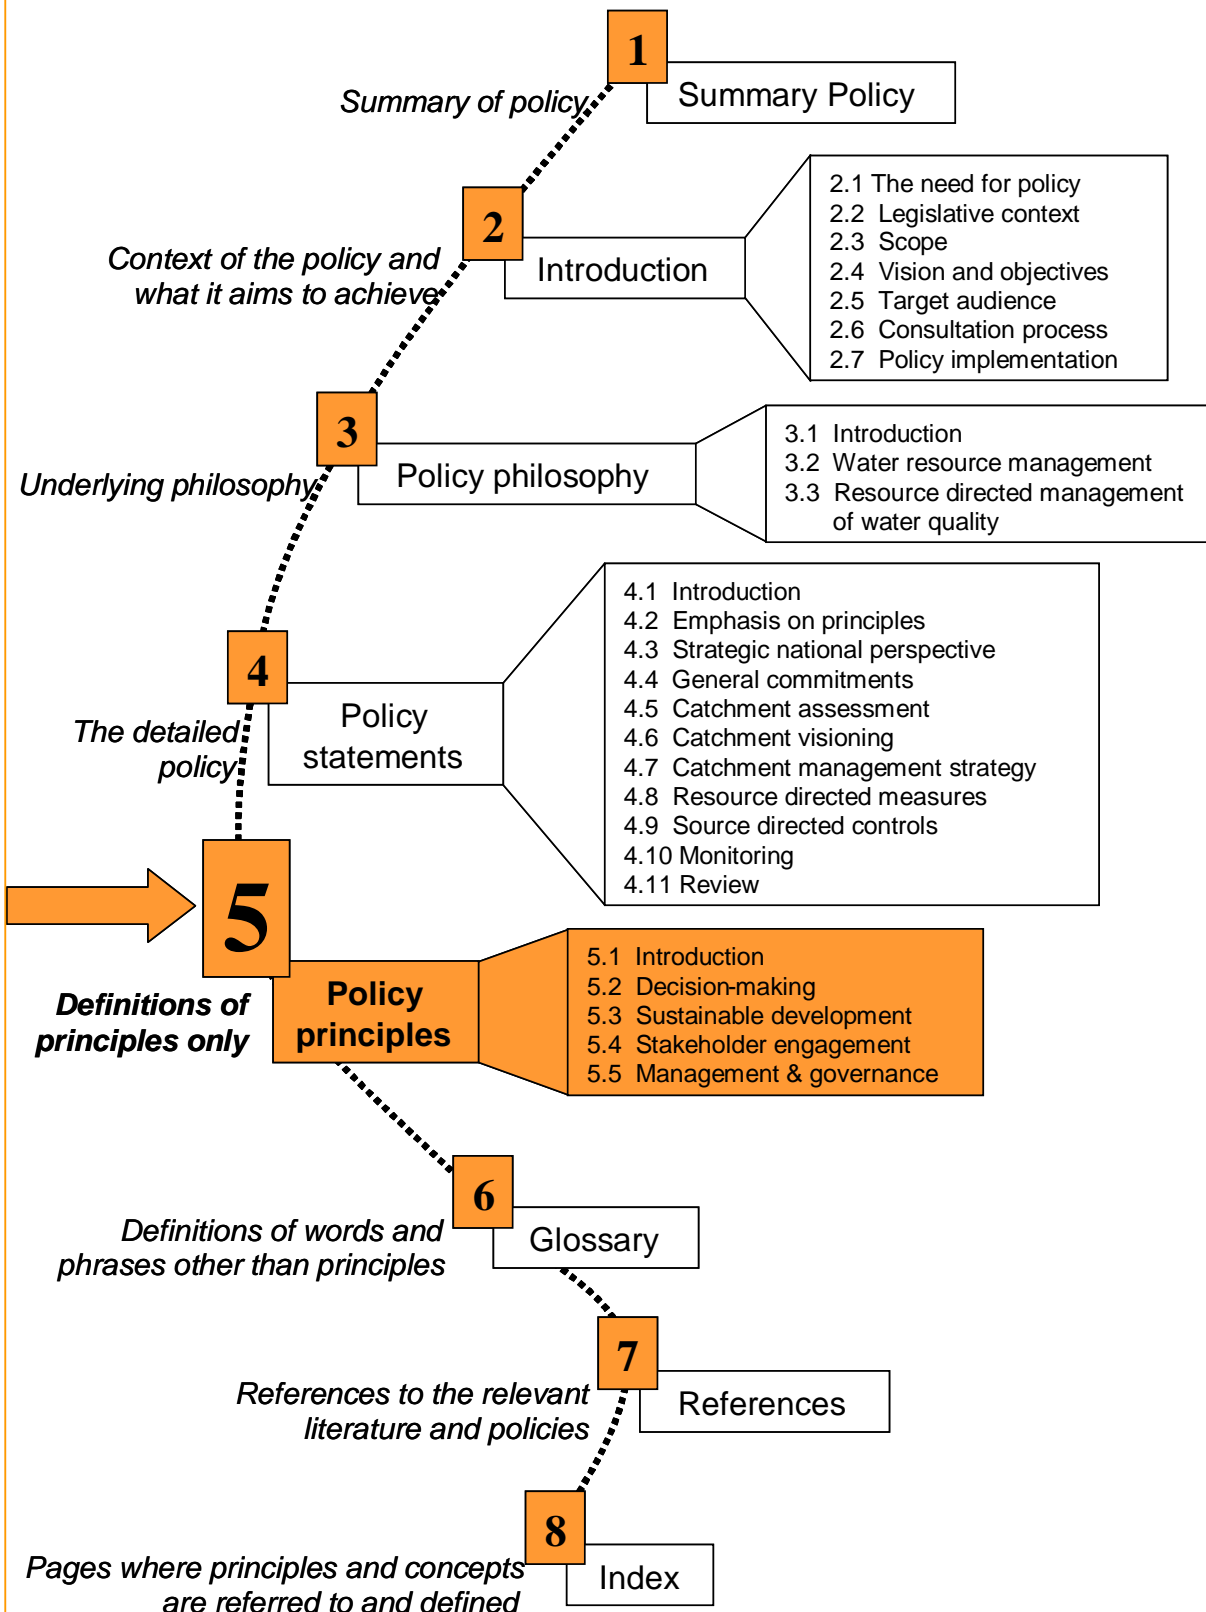 1
Summary Policy
Summary of policy
2
Introduction
Context of the policy and
what it aims to achieve
2.1 The need for policy
2.2 Legislative context
2.3 Scope
2.4 Vision and objectives
2.5 Target audience
2.6 Consultation process
2.7 Policy implementation
3
Policy philosophy
Underlying philosophy
3.1 Introduction
3.2 Water resource management
3.3 Resource directed management
of water quality
4
Policy
statements
The detailed
policy
4.1 Introduction
4.2 Emphasis on principles
4.3 Strategic national perspective
4.4 General commitments
4.5 Catchment assessment
4.6 Catchment visioning
4.7 Catchment management strategy
4.8 Resource directed measures
4.9 Source directed controls
4.10 Monitoring
4.11 Review
5
Policy
principles
Definitions of
principles only
5.1 Introduction
5.2 Decision-making
5.3 Sustainable development
5.4 Stakeholder engagement
5.5 Management & governance
6
Glossary
Definitions of words and
phrases other than principles
7
References
References to the relevant
literature and policies
8
Index
Pages where principles and concepts
are referred to and defined